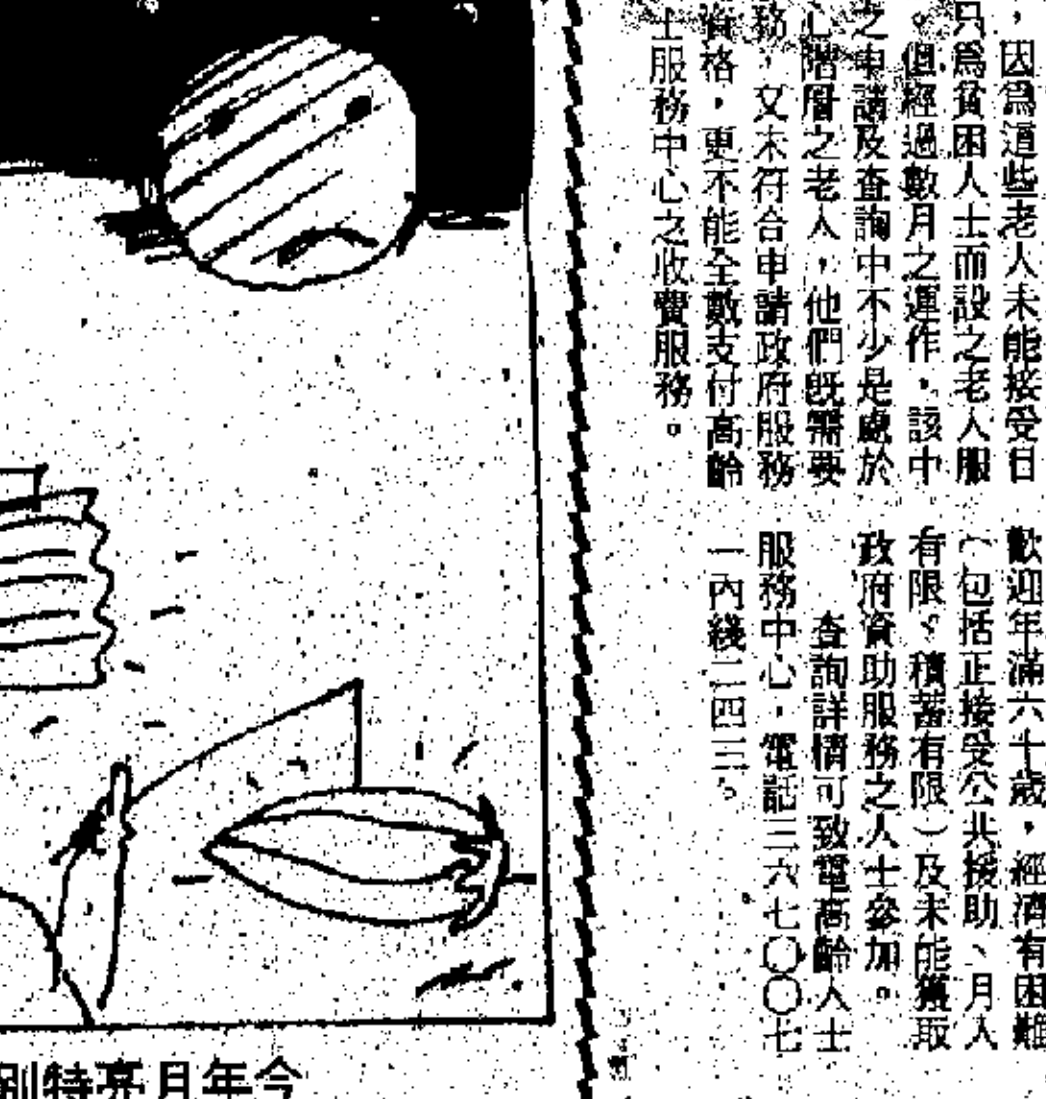 ，因爲這些老人未能接受日
只爲貧困人士而設之老人服
。但經過數月之運作，該中
之申請及查詢中不少是處於
心階層之老人，他們既需要
務，又未符合申請政府服務
資格，更不能全數支付高齡
士服務中心之收費服務。
歡迎年滿六十歲，經濟有困難
（包括正接受公共援助、月入
有限、積蓄有限）及未能獲取
政府資助服務之人士參加。
查詢詳情可致電高齡人士
服務中心，電話三六七〇〇七
一內綫二四三。
今年月亮特別